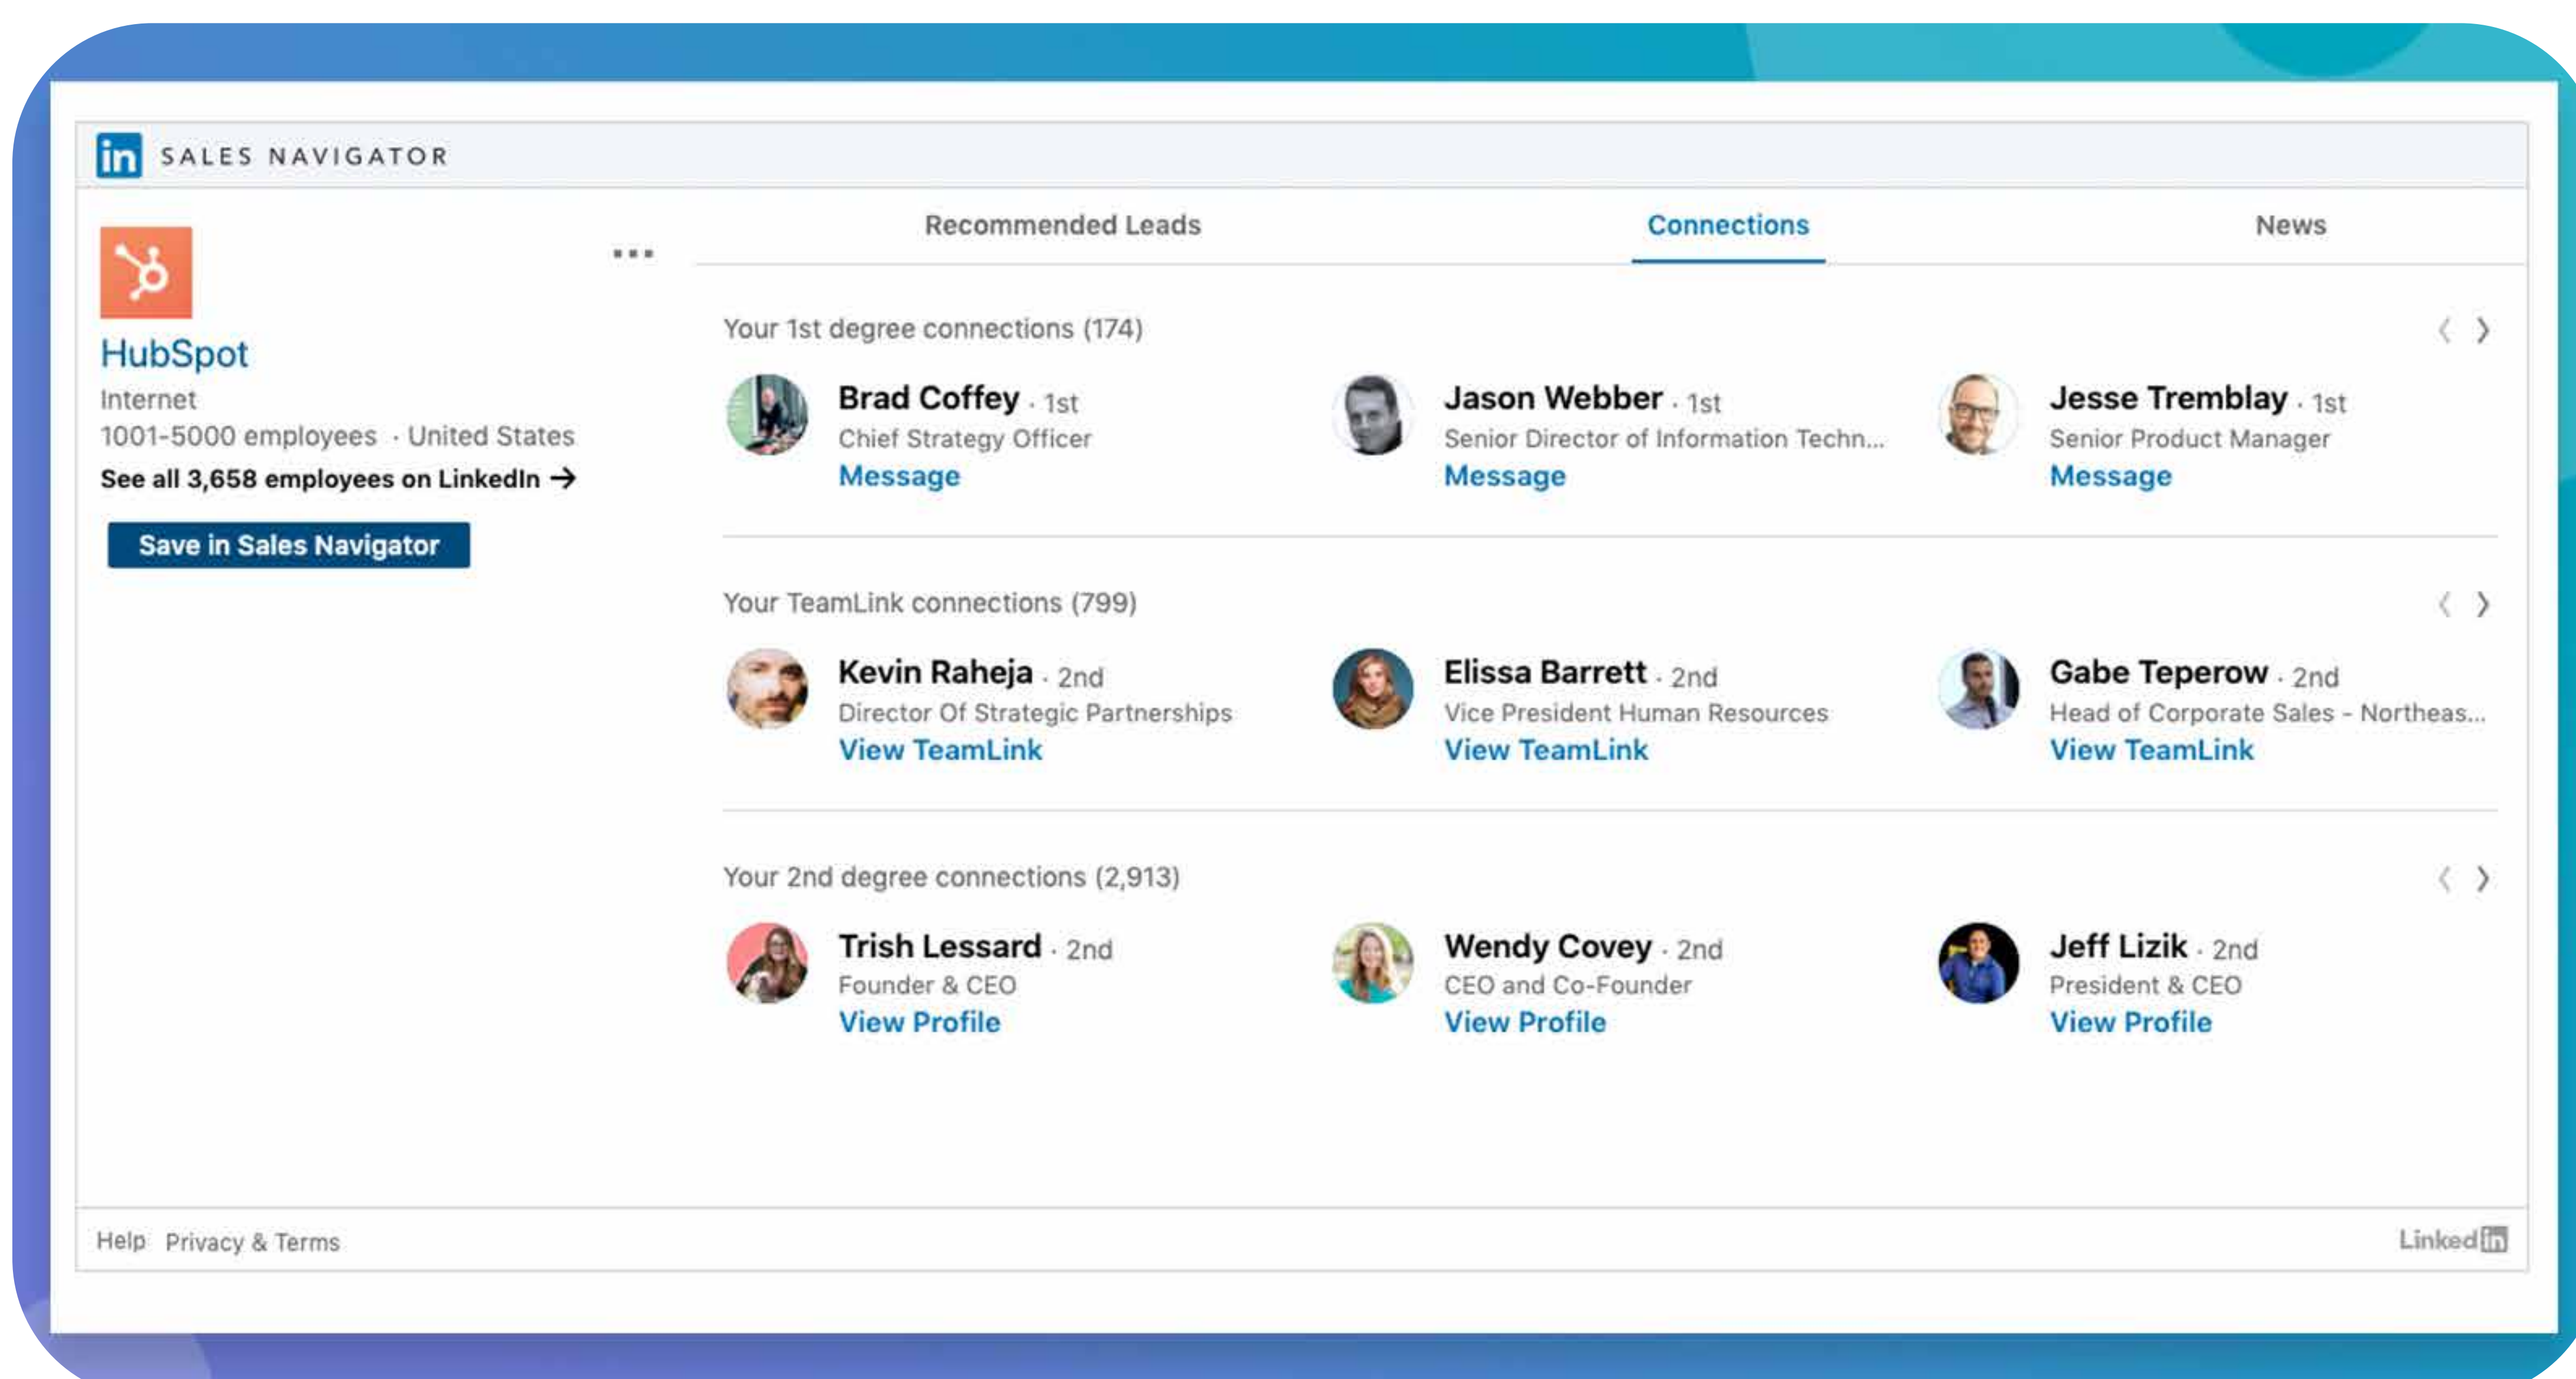 in SALES NAVIGATOR
HubSpot
Internet
1001-5000 employees · United States
See all 3,658 employees on LinkedIn →
Save in Sales Navigator
Recommended Leads Connections News
Your 1st degree connections (174)
Brad Coffey · 1st
Chief Strategy Officer
Message
Jason Webber · 1st
Senior Director of Information Techn...
Message
Jesse Tremblay · 1st
Senior Product Manager
Message
Your TeamLink connections (799)
Kevin Raheja · 2nd
Director Of Strategic Partnerships
View TeamLink
Elissa Barrett · 2nd
Vice President Human Resources
View TeamLink
Gabe Teperow · 2nd
Head of Corporate Sales - Northeas...
View TeamLink
Your 2nd degree connections (2,913)
Trish Lessard · 2nd
Founder & CEO
View Profile
Wendy Covey · 2nd
CEO and Co-Founder
View Profile
Jeff Lizik · 2nd
President & CEO
View Profile
Help Privacy & Terms
Linkedin